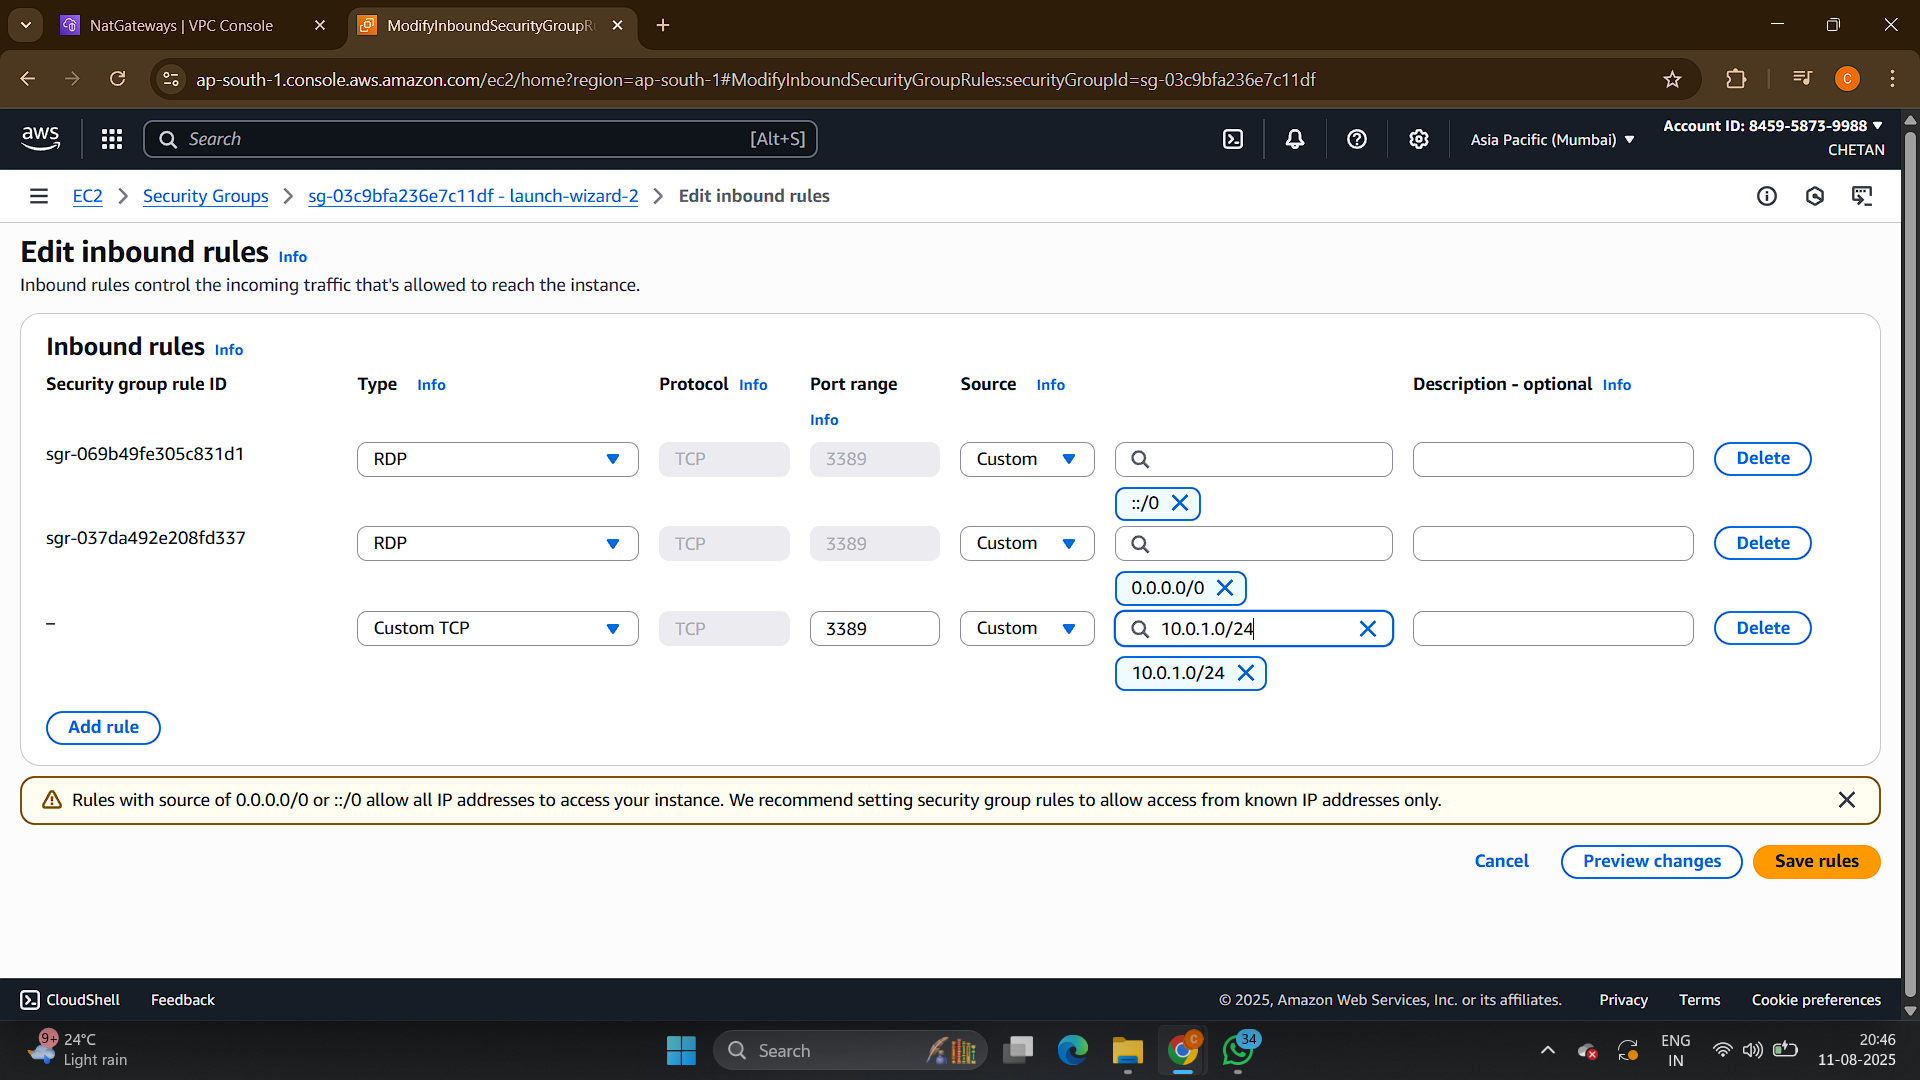 NatGateways | VPC Console
ModifyInboundSecurityGroupRu
ap-south-1.console.aws.amazon.com/ec2/home?region=ap-south-1#ModifyInboundSecurityGroupRules:securityGroupId=sg-03c9bfa236e7c11df
C
aws
Search
[Alt+S]
Asia Pacific (Mumbai)
Account ID: 8459-5873-9988
CHETAN
EC2
Security Groups
sg-03c9bfa236e7c11df - launch-wizard-2
Edit inbound rules
Edit inbound rules Info
Inbound rules control the incoming traffic that's allowed to reach the instance.
Inbound rules Info
Security group rule ID
Type Info
Protocol Info
Port range
Info
Source Info
Description - optional Info
sgr-069b49fe305c831d1
RDP
TCP
3389
Custom
Delete
::/0
sgr-037da492e208fd337
RDP
TCP
3389
Custom
Delete
0.0.0.0/0
–
Custom TCP
TCP
3389
Custom
10.0.1.0/24
Delete
10.0.1.0/24
Add rule
Rules with source of 0.0.0.0/0 or ::/0 allow all IP addresses to access your instance. We recommend setting security group rules to allow access from known IP addresses only.
Cancel
Preview changes
Save rules
CloudShell
Feedback
© 2025, Amazon Web Services, Inc. or its affiliates.
Privacy
Terms
Cookie preferences
9+
24°C
Light rain
Search
C
34
ENG
IN
20:46
11-08-2025